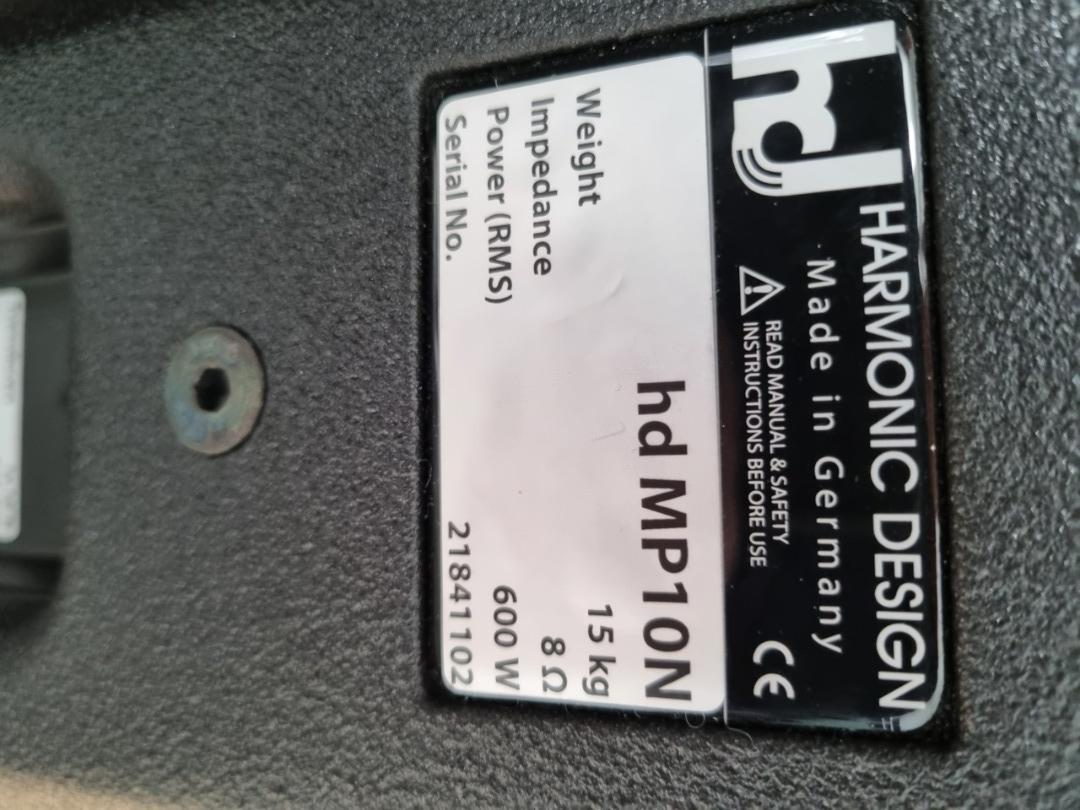 hd HARMONIC DESIGN
Made in Germany
READ MANUAL & SAFETY
INSTRUCTIONS BEFORE USE
CE
hd MP10N
Weight 15 kg
Impedance 8 Ω
Power (RMS) 600 W
Serial No. 21841102